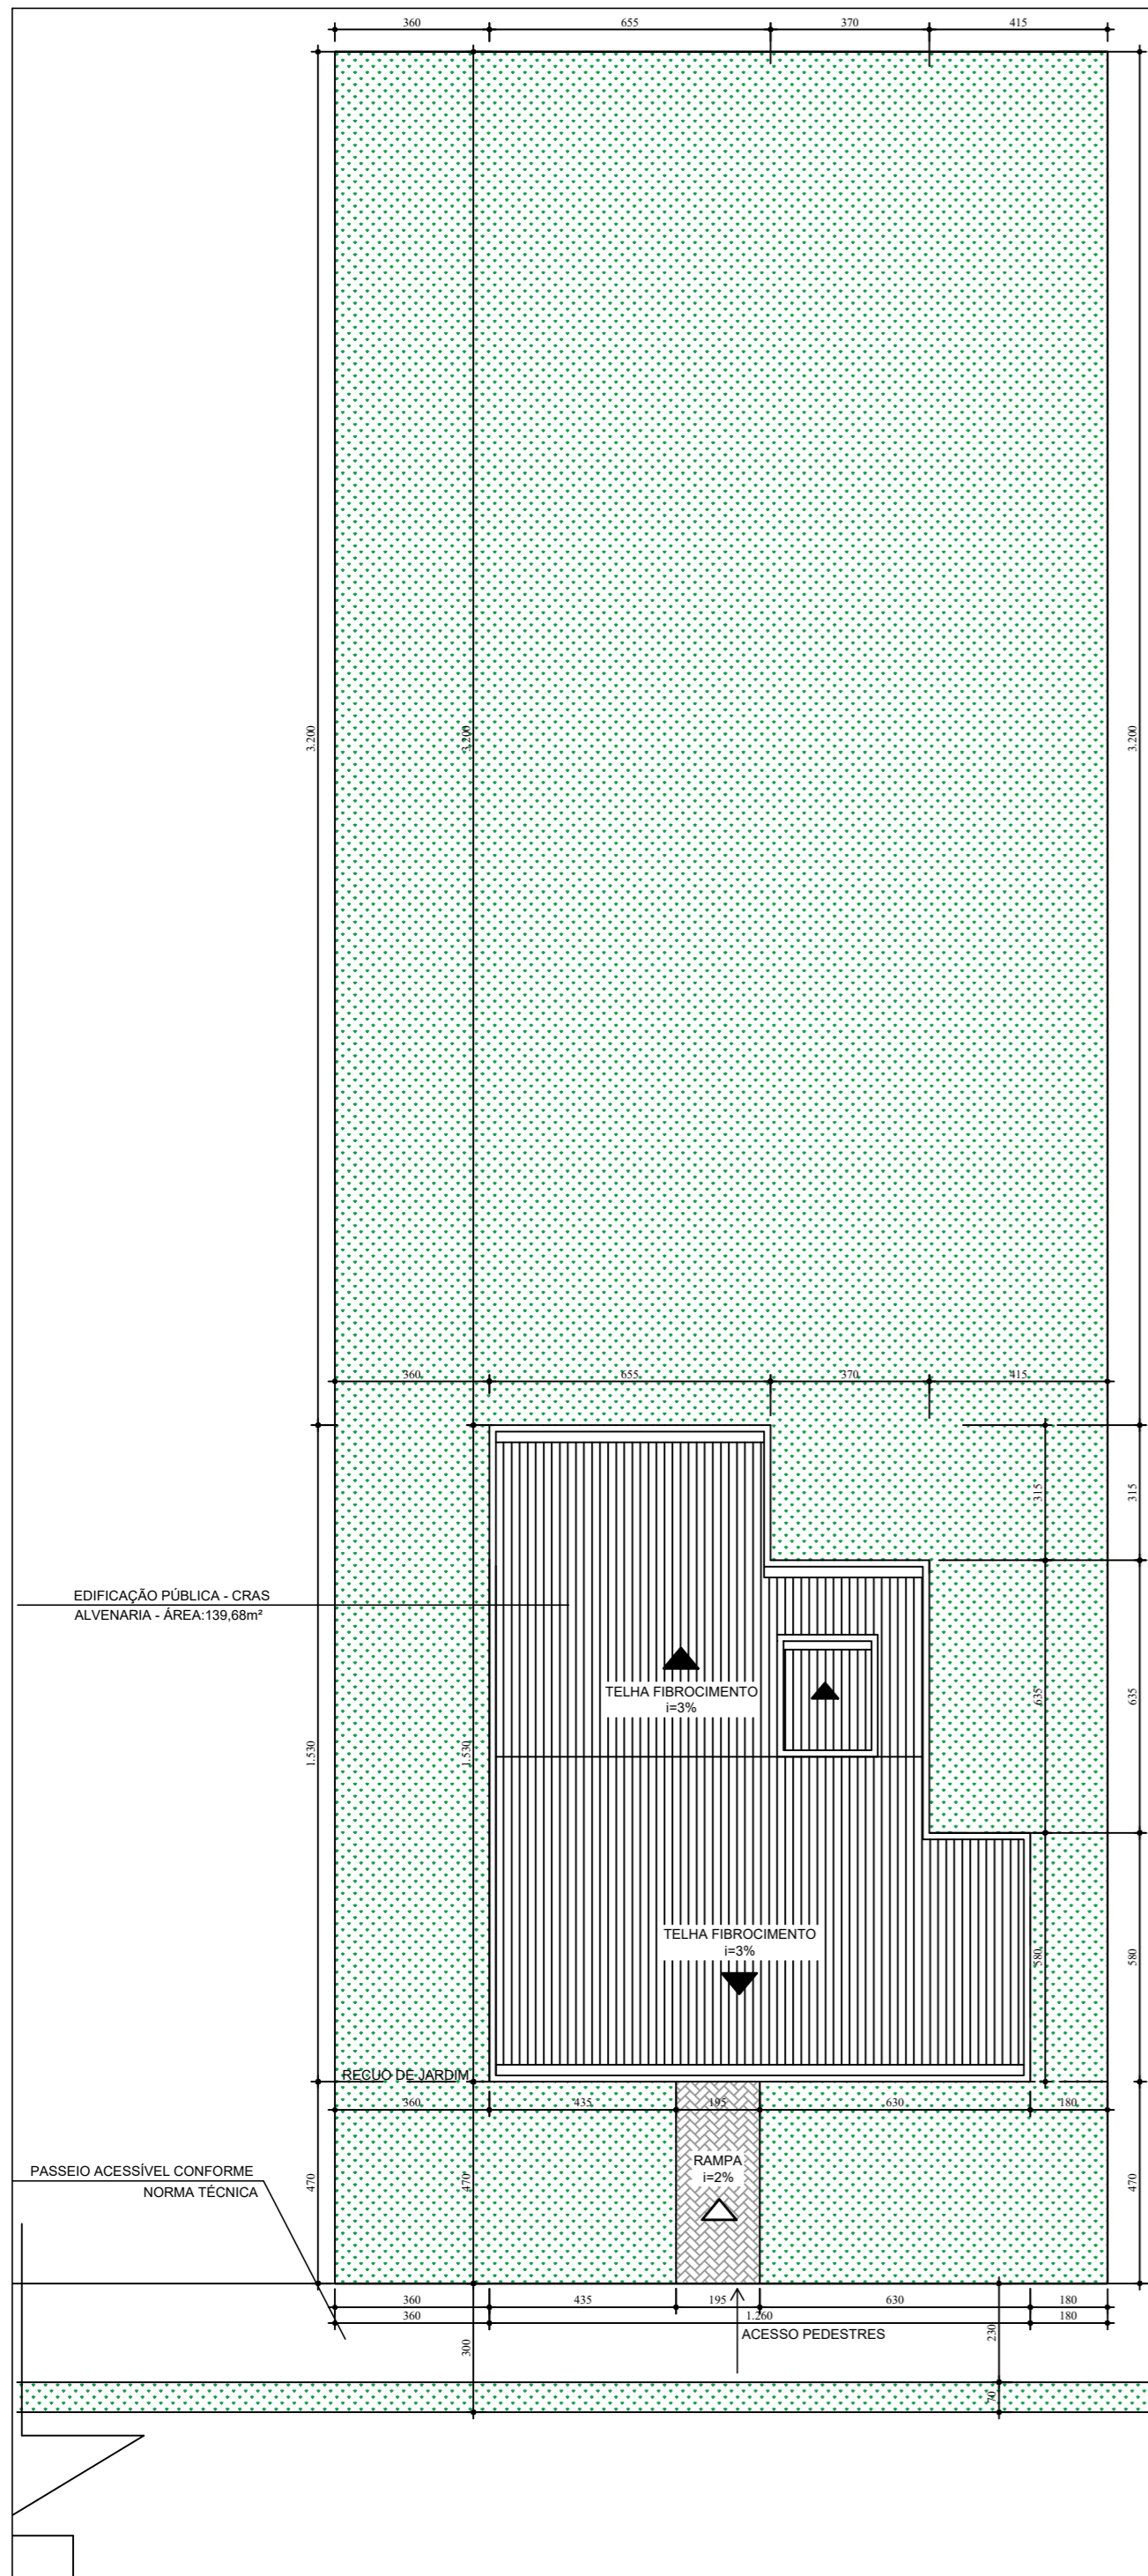 360 655 370 415
3.200 3.200 3.200
360 655 370 415
315 315
EDIFICAÇÃO PÚBLICA - CRAS
ALVENARIA - ÁREA:139,68m²
TELHA FIBROCIMENTO
i=3%
635 635
1.530 1.530
TELHA FIBROCIMENTO
i=3%
580 580
RECUO DE JARDIM
360 435 195 630 180
PASSEIO ACESSÍVEL CONFORME
NORMA TÉCNICA
RAMPA
i=2%
470 470 470
360 435 195 630 180
360 1.260 180
ACESSO PEDESTRES
300 230
70